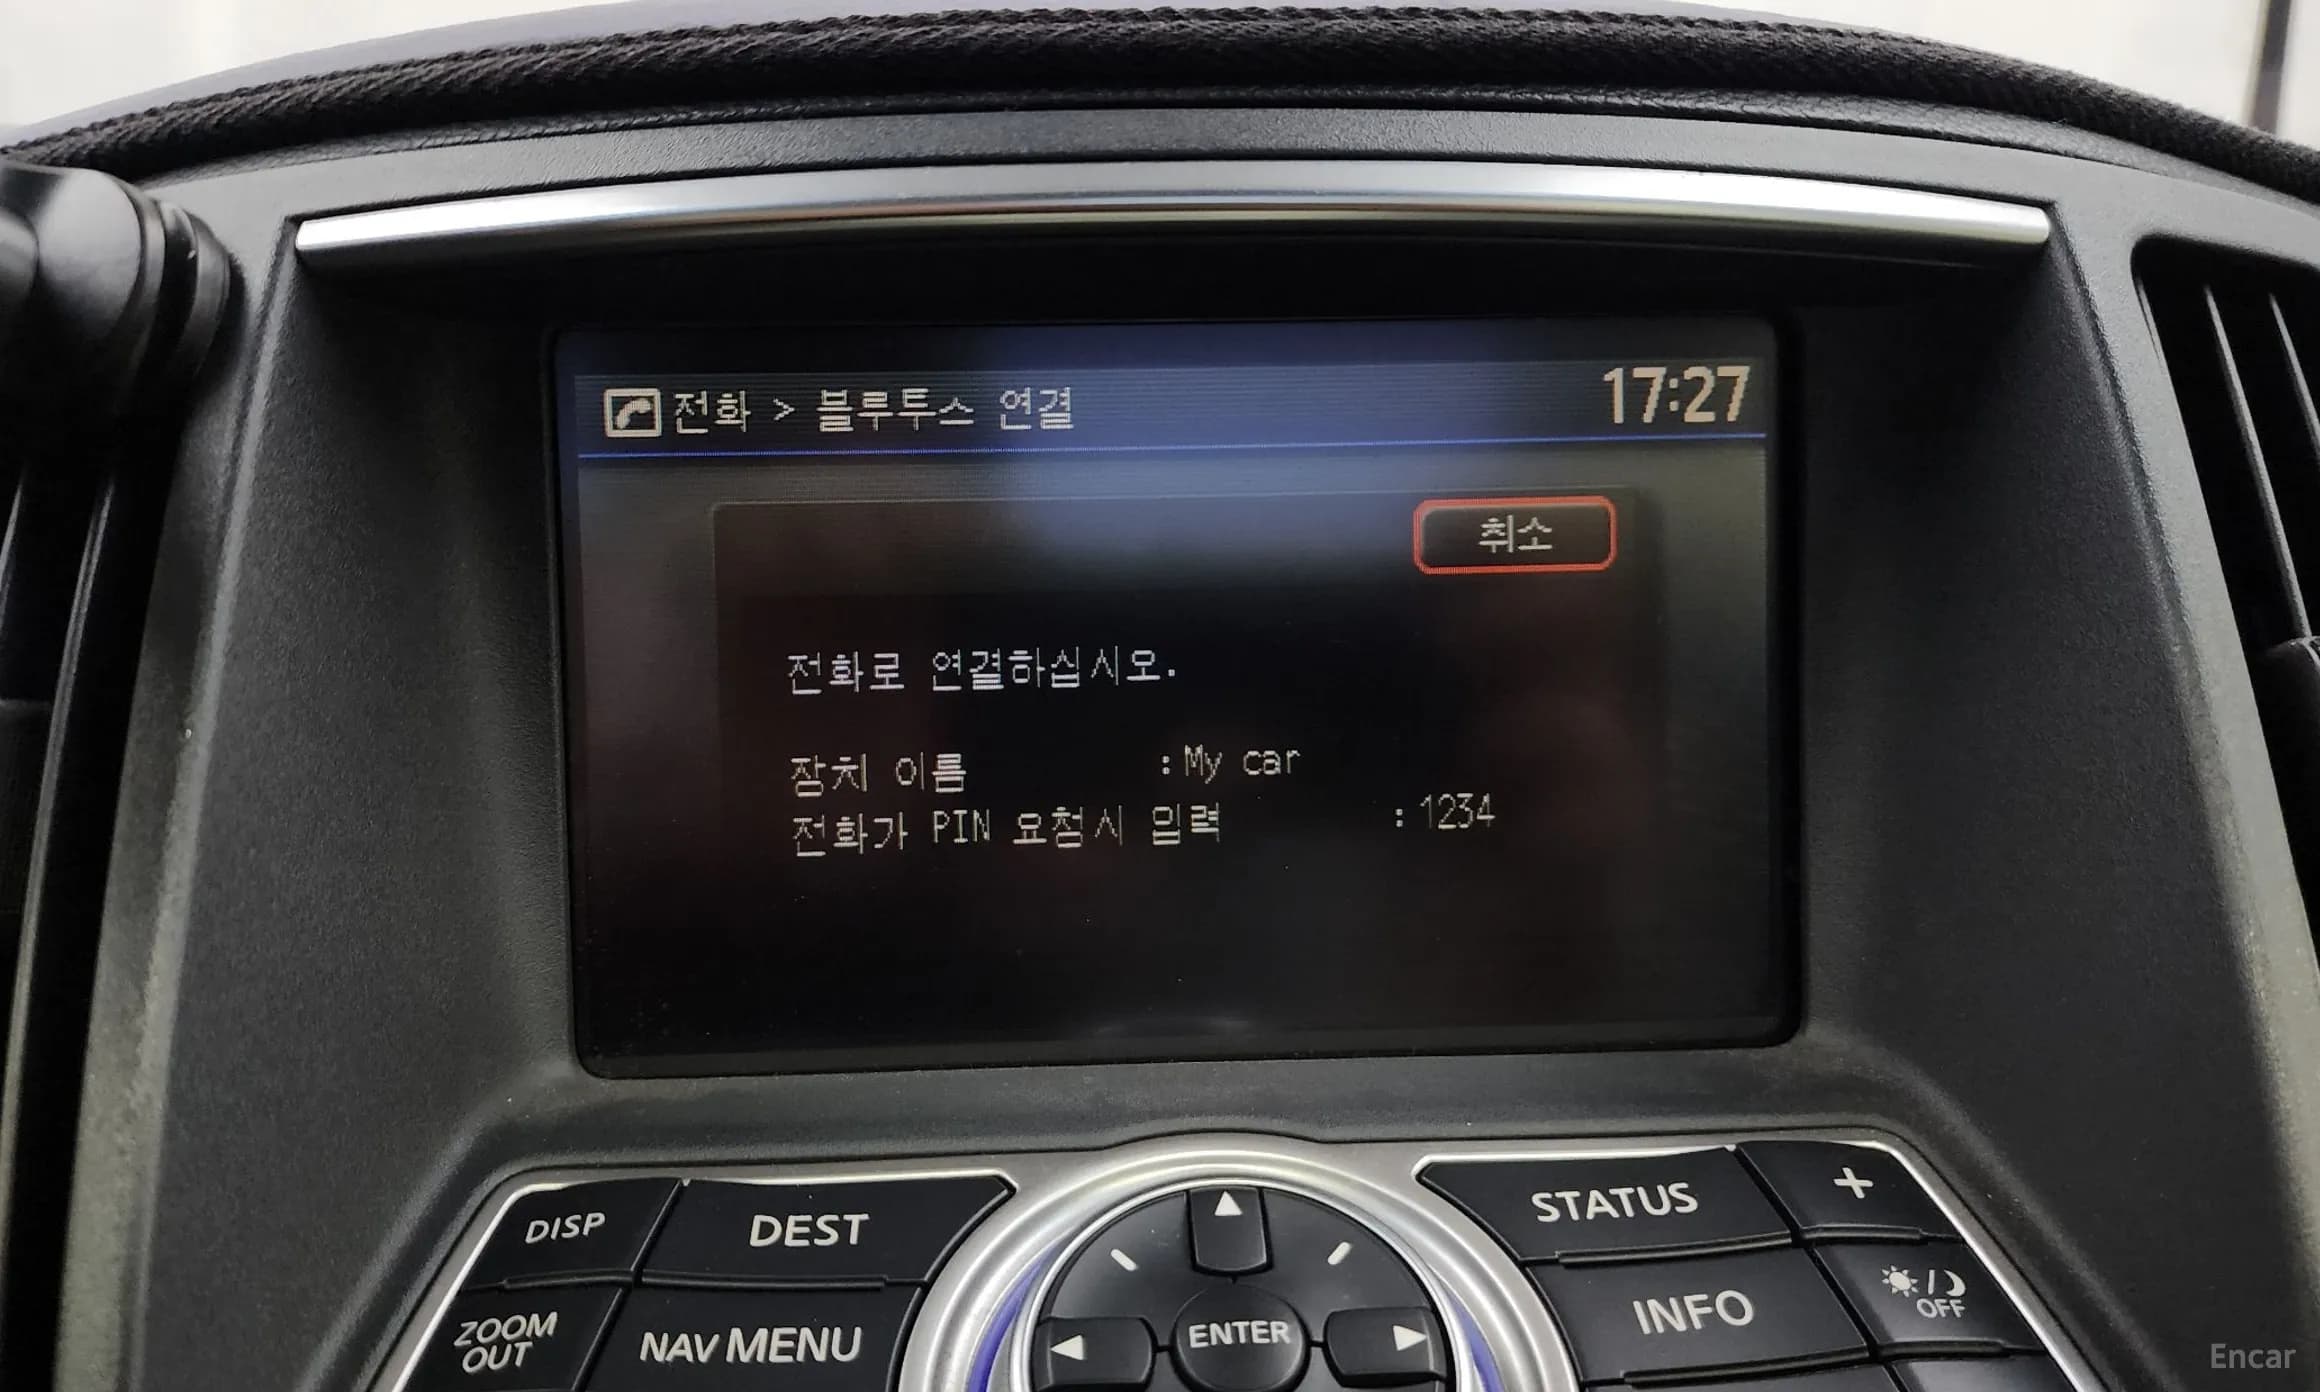 전화 > 블루투스 연결 17:27
취소
전화로 연결하십시오.
장치 이름 : My car
전화가 PIN 요청시 입력 : 1234
DISP
DEST
STATUS
+
ZOOM OUT
NAV MENU
ENTER
INFO
/ OFF
Encar